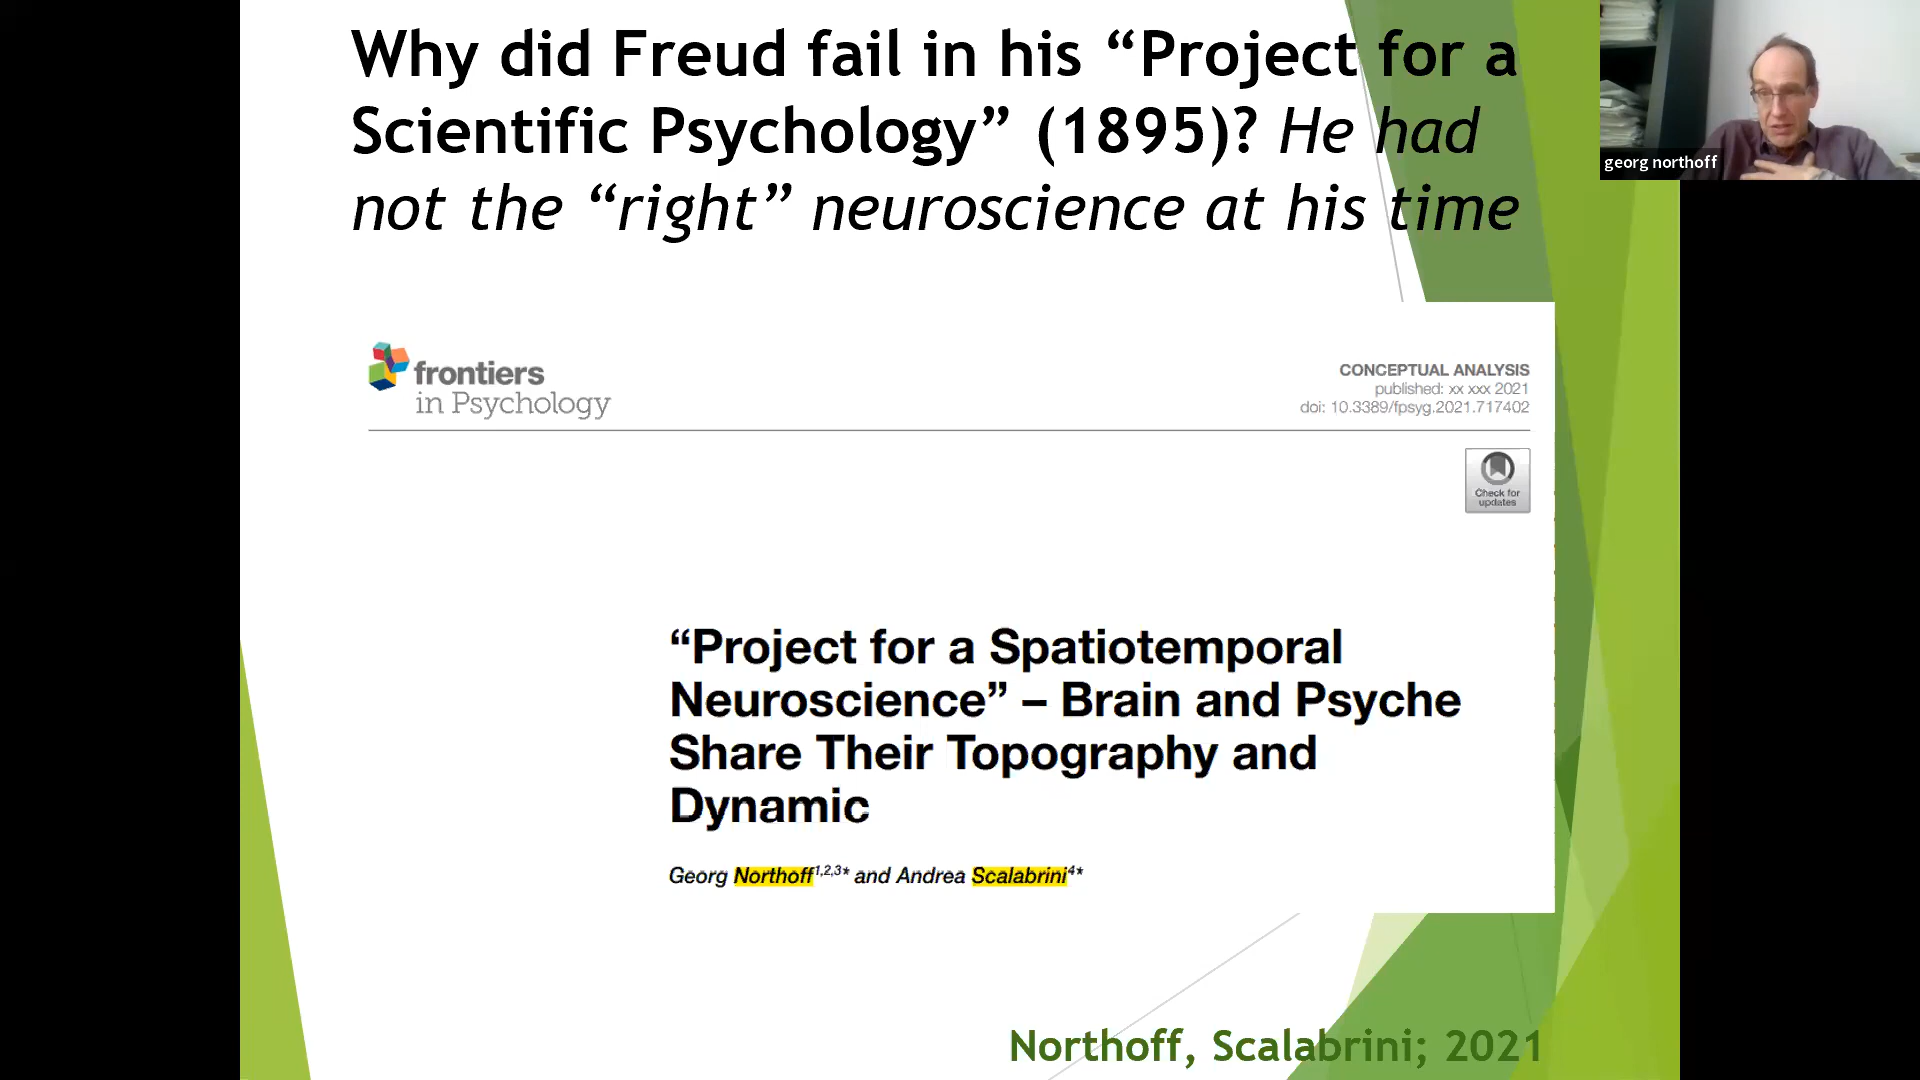 Why did Freud fail in his “Project for a
Scientific Psychology” (1895)? He had
not the “right” neuroscience at his time
georg northoff
frontiers
in Psychology
CONCEPTUAL ANALYSIS
published: xx xxx 2021
doi: 10.3389/fpsyg.2021.717402
Check for
updates
“Project for a Spatiotemporal
Neuroscience” – Brain and Psyche
Share Their Topography and
Dynamic
Georg Northoff1,2,3* and Andrea Scalabrini4*
Northoff, Scalabrini; 2021